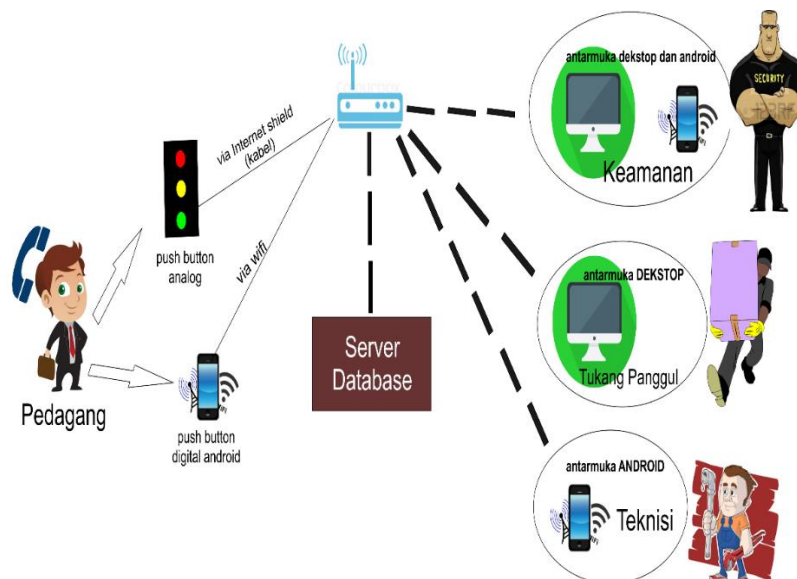 antarmuka dekstop dan android
SECURITY
Keamanan
via Internet shield
(kabel)
push button
analog
via wifi
antarmuka DEKSTOP
Tukang Panggul
Server
Database
Pedagang
push button
digital android
antarmuka ANDROID
Teknisi